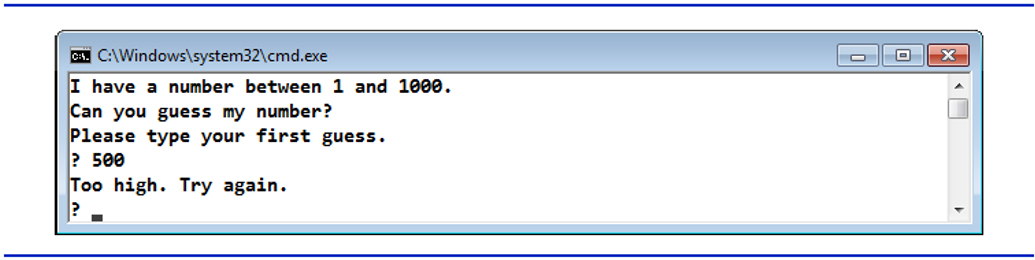 C:\Windows\system32\cmd.exe
I have a number between 1 and 1000.
Can you guess my number?
Please type your first guess.
? 500
Too high. Try again.
? _